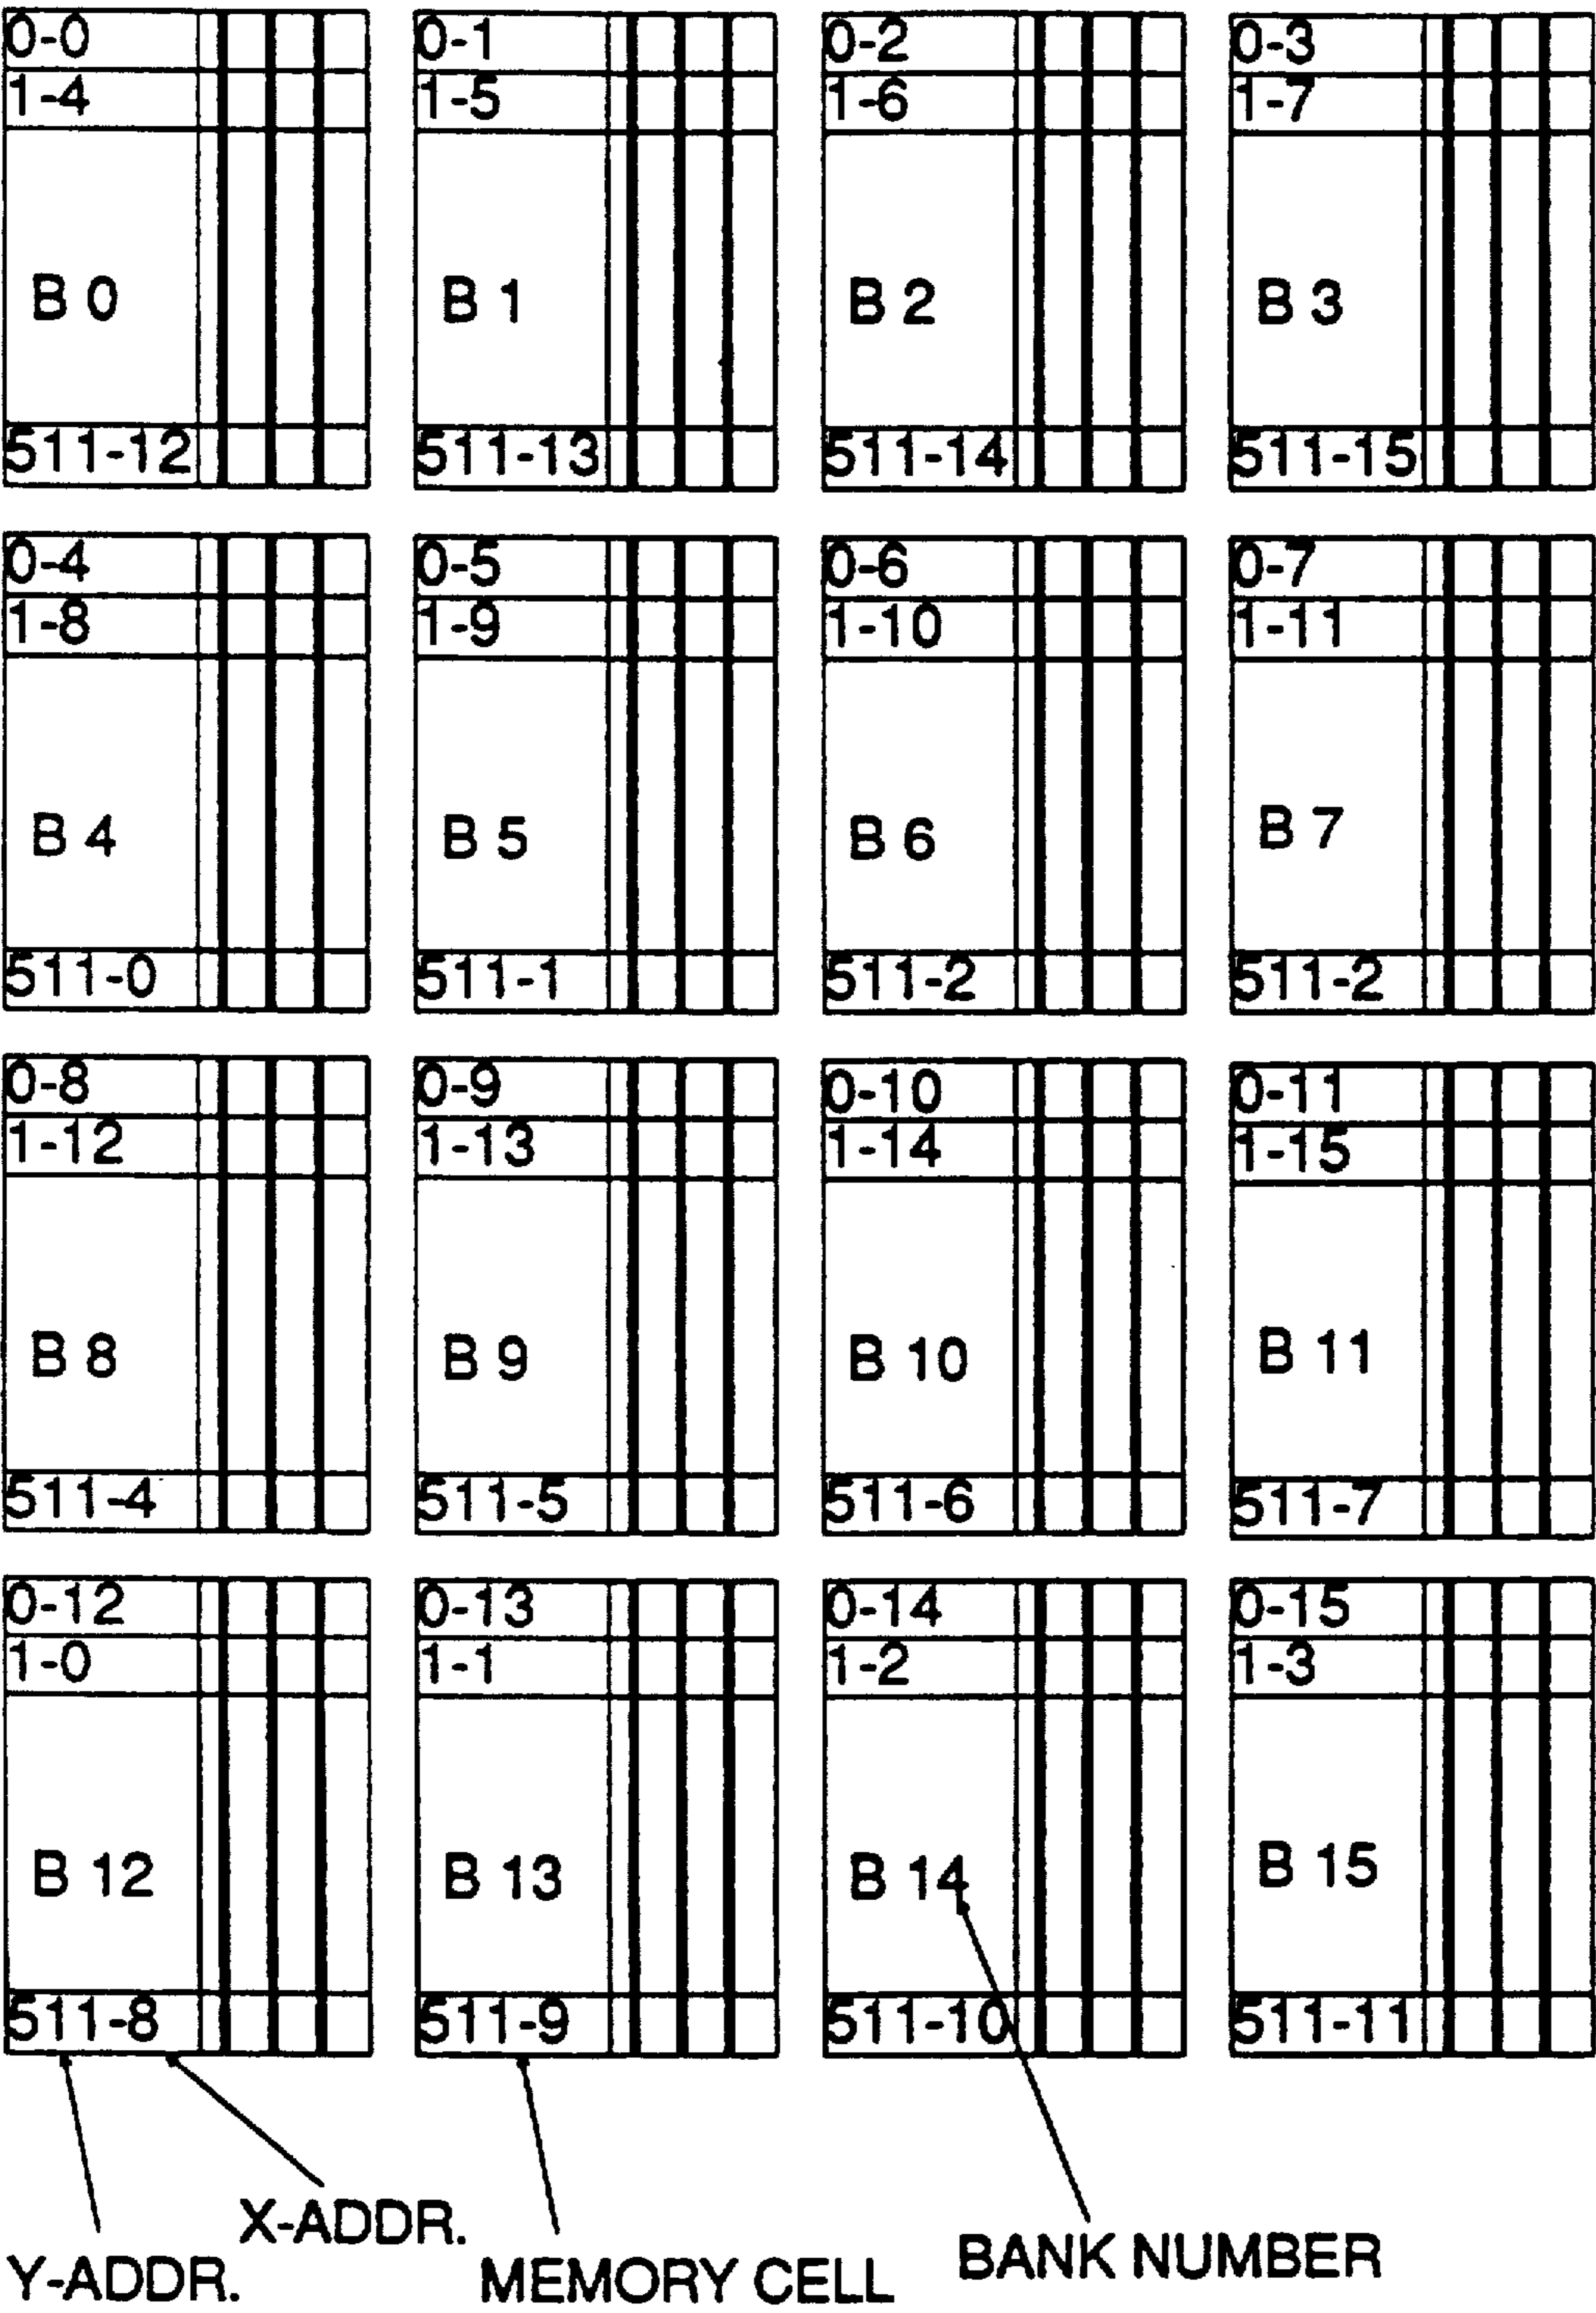 0-0 0-1 0-2 0-3
1-4 1-5 1-6 1-7
B 0 B 1 B 2 B 3
511-12 511-13 511-14 511-15
0-4 0-5 0-6 0-7
1-8 1-9 1-10 1-11
B 4 B 5 B 6 B 7
511-0 511-1 511-2 511-2
0-8 0-9 0-10 0-11
1-12 1-13 1-14 1-15
B 8 B 9 B 10 B 11
511-4 511-5 511-6 511-7
0-12 0-13 0-14 0-15
1-0 1-1 1-2 1-3
B 12 B 13 B 14 B 15
511-8 511-9 511-10 511-11
X-ADDR.
Y-ADDR. MEMORY CELL BANK NUMBER